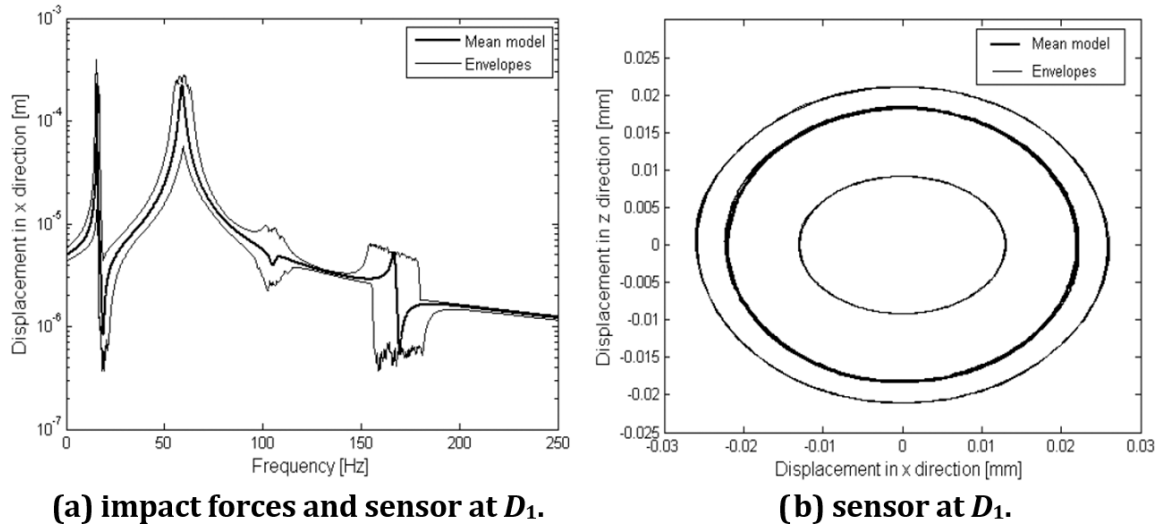 Mean model
Envelopes
10^-3
10^-4
10^-5
10^-6
10^-7
Displacement in x direction [m]
0 50 100 150 200 250
Frequency [Hz]
(a) impact forces and sensor at D1.
Mean model
Envelopes
0.02
0.015
0.01
0.005
0
-0.005
-0.01
-0.015
-0.02
-0.025
Displacement in z direction [mm]
-0.03 -0.02 -0.01 0 0.01 0.02 0.03
Displacement in x direction [mm]
(b) sensor at D1.